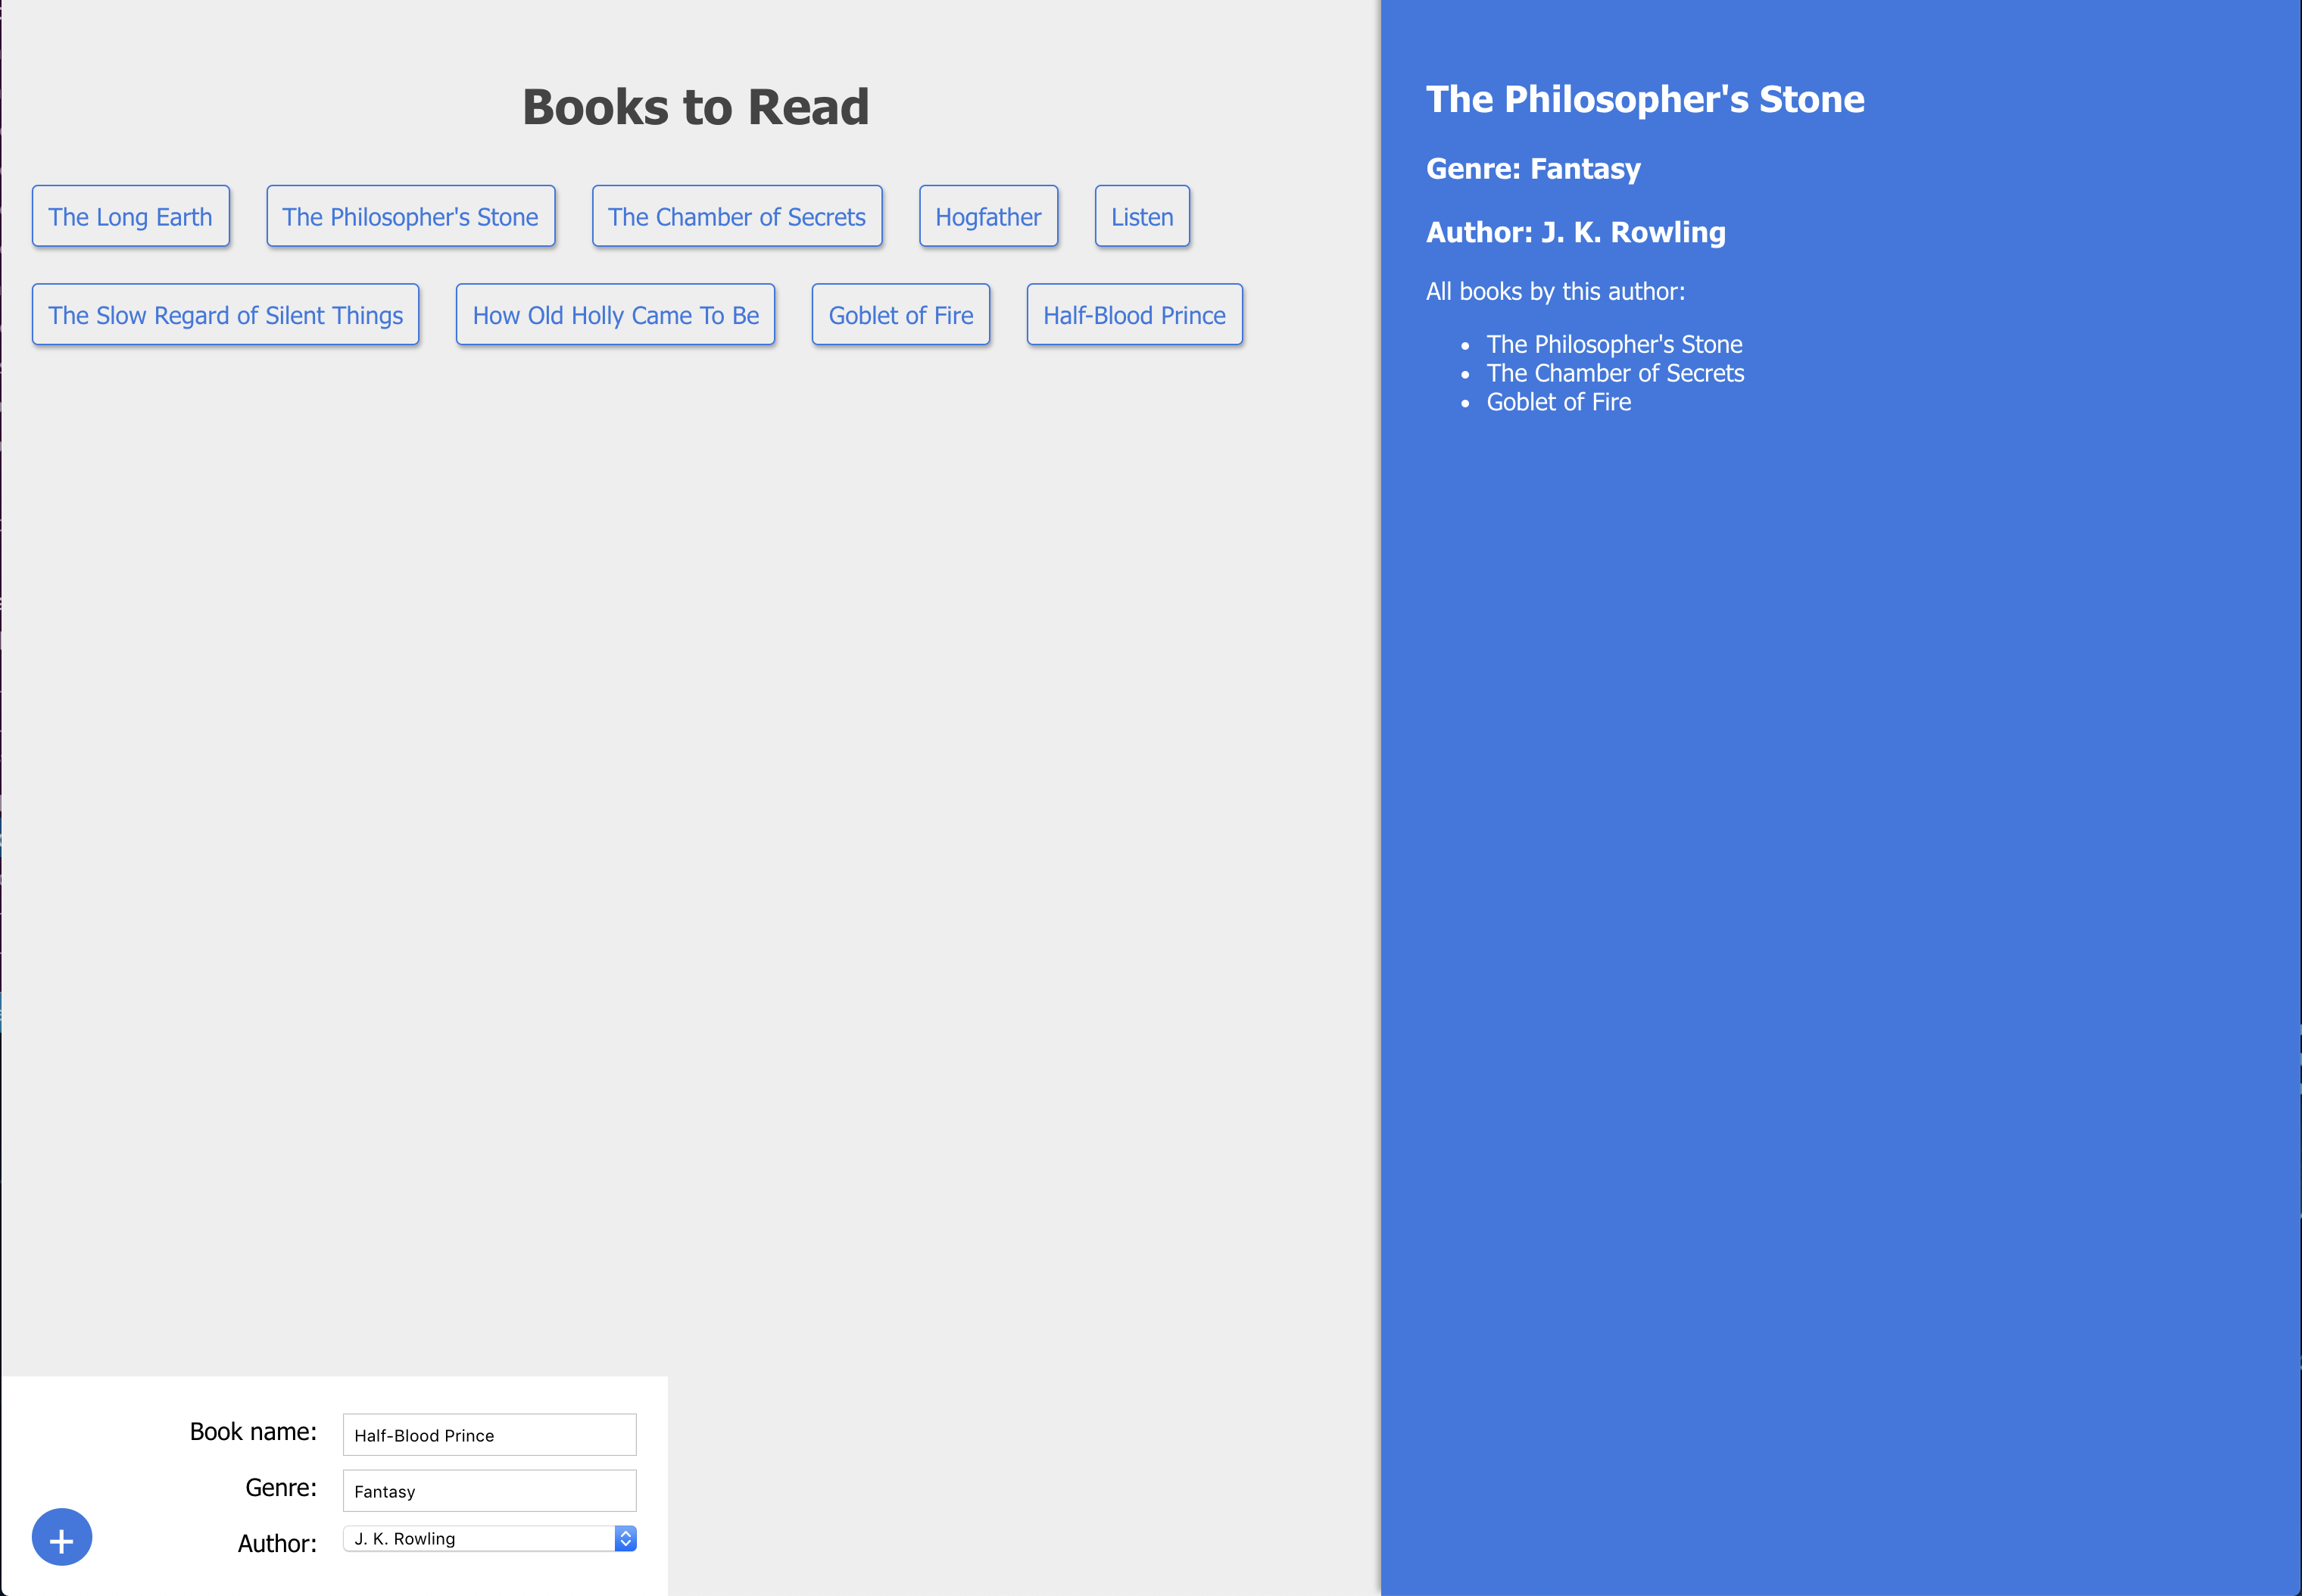 Books to Read
The Long Earth
The Philosopher's Stone
The Chamber of Secrets
Hogfather
Listen
The Slow Regard of Silent Things
How Old Holly Came To Be
Goblet of Fire
Half-Blood Prince
Book name:
Half-Blood Prince
Genre:
Fantasy
Author:
J. K. Rowling
+
The Philosopher's Stone
Genre: Fantasy
Author: J. K. Rowling
All books by this author:
• The Philosopher's Stone
• The Chamber of Secrets
• Goblet of Fire